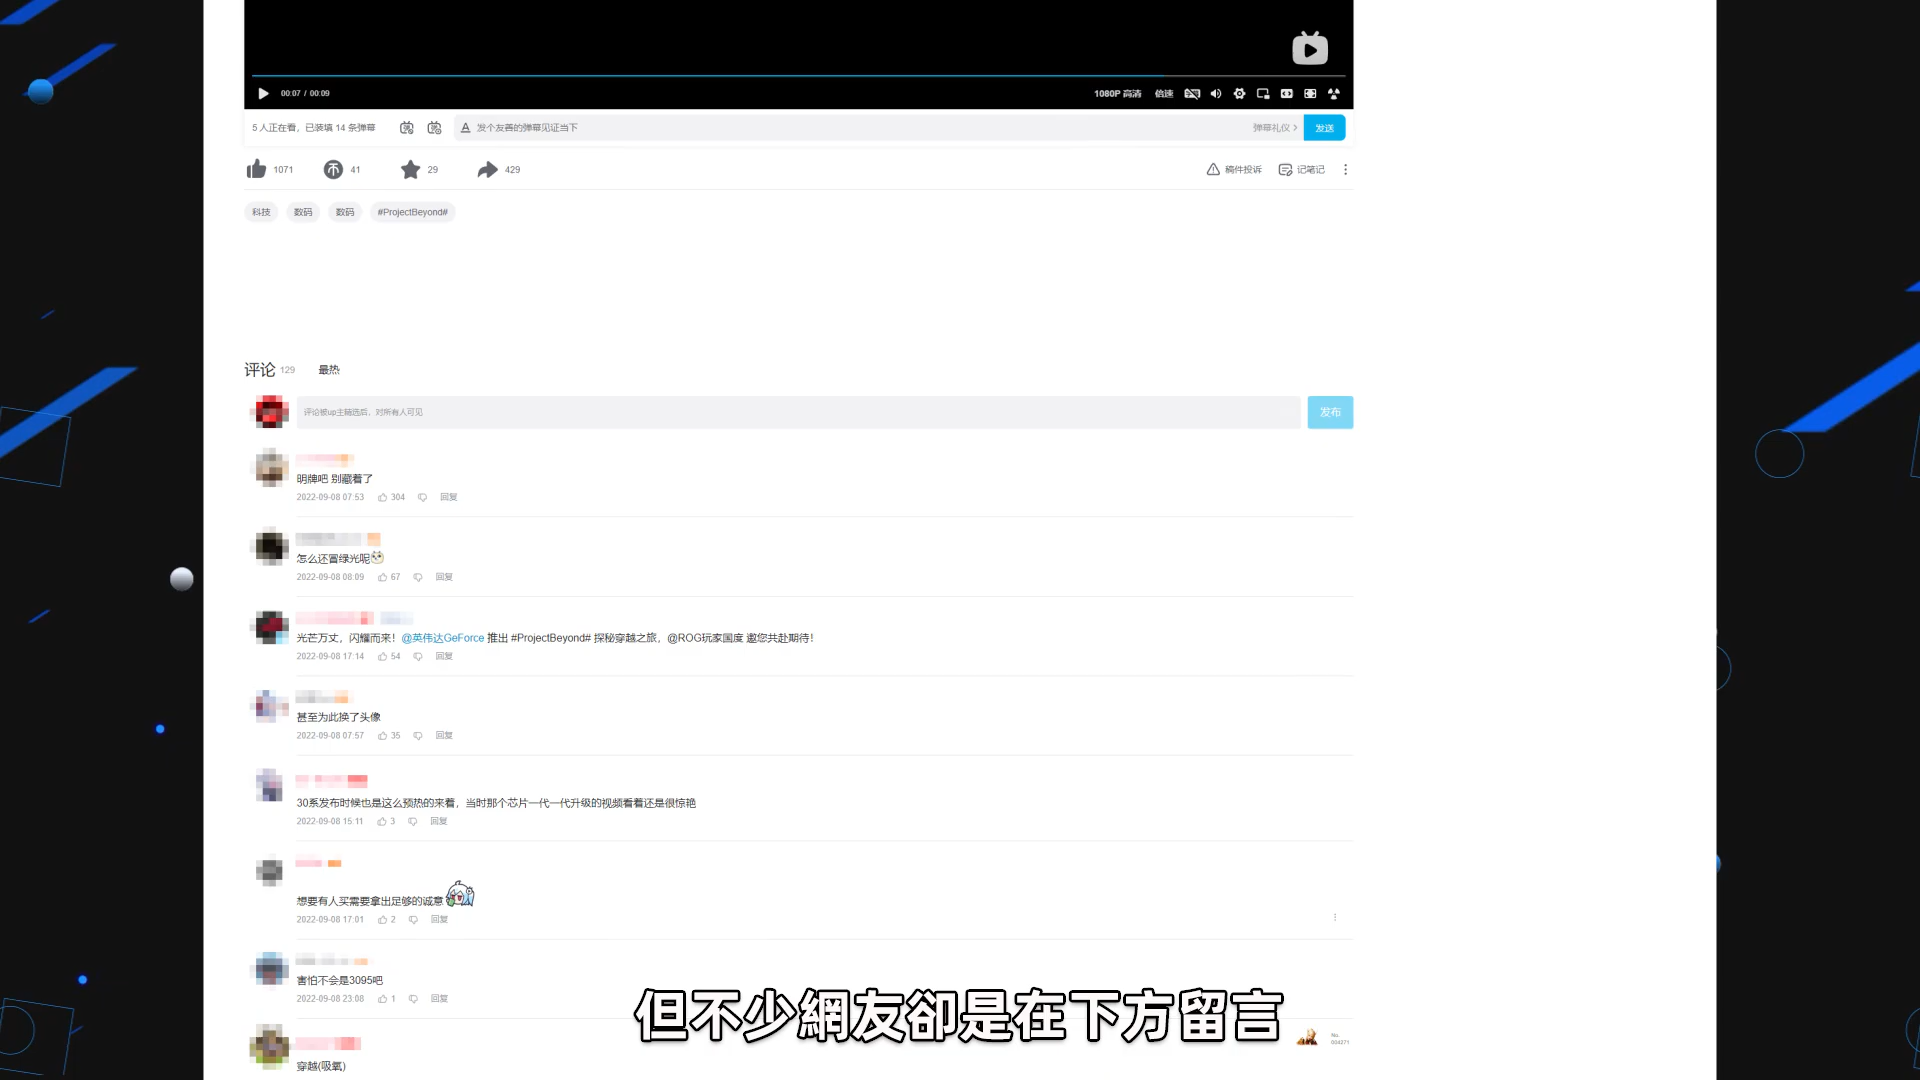 00:07 / 00:09
1080P 高清 倍速
5 人正在看，已装填 14 条弹幕
发个友善的弹幕见证当下
弹幕礼仪 >
发送
1071 41 29 429
稿件投诉 记笔记
科技 数码 数码 #ProjectBeyond#
评论 129 最热
评论被up主精选后，对所有人可见
发布
明牌吧 别藏着了
2022-09-08 07:53 304 回复
怎么还冒绿光呢
2022-09-08 08:09 67 回复
光芒万丈，闪耀而来！@英伟达GeForce 推出 #ProjectBeyond# 探秘穿越之旅，@ROG玩家国度 邀您共赴期待！
2022-09-08 17:14 54 回复
甚至为此换了头像
2022-09-08 07:57 35 回复
30系发布时候也是这么预热的来着，当时那个芯片一代一代升级的视频看着还是很惊艳
2022-09-08 15:11 3 回复
想要有人买需要拿出足够的诚意
2022-09-08 17:01 2 回复
害怕不会是3095吧
2022-09-08 23:08 1 回复
但不少網友卻是在下方留言
No.
004271
穿越(吸氧)